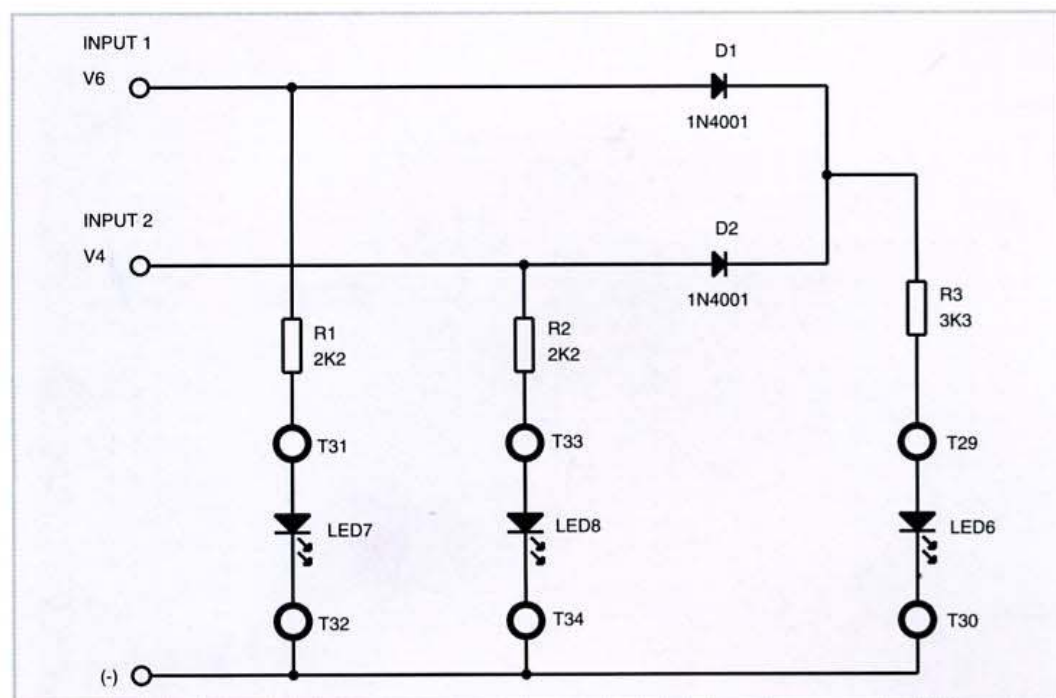 INPUT 1
V6
D1
1N4001
INPUT 2
V4
D2
1N4001
R1
2K2
R2
2K2
R3
3K3
T31
T33
T29
LED7
LED8
LED6
T32
T34
T30
(-)